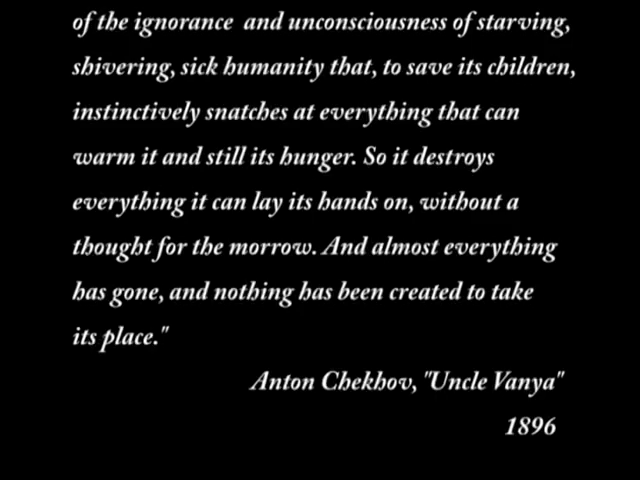 of the ignorance  and unconsciousness of starving,
shivering, sick humanity that, to save its children,
instinctively snatches at everything that can
warm it and still its hunger. So it destroys
everything it can lay its hands on, without a
thought for the morrow. And almost everything
has gone, and nothing has been created to take
its place."
Anton Chekhov, "Uncle Vanya"
1896